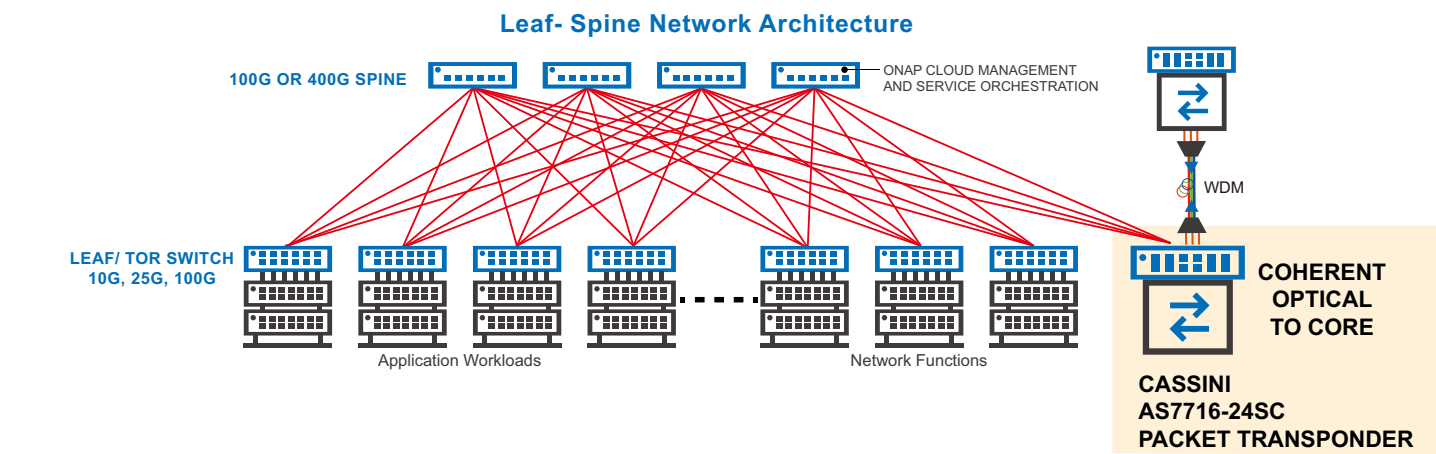 Leaf- Spine Network Architecture
100G OR 400G SPINE
ONAP CLOUD MANAGEMENT
AND SERVICE ORCHESTRATION
WDM
LEAF/ TOR SWITCH
10G, 25G, 100G
COHERENT
OPTICAL
TO CORE
Application Workloads
Network Functions
CASSINI
AS7716-24SC
PACKET TRANSPONDER